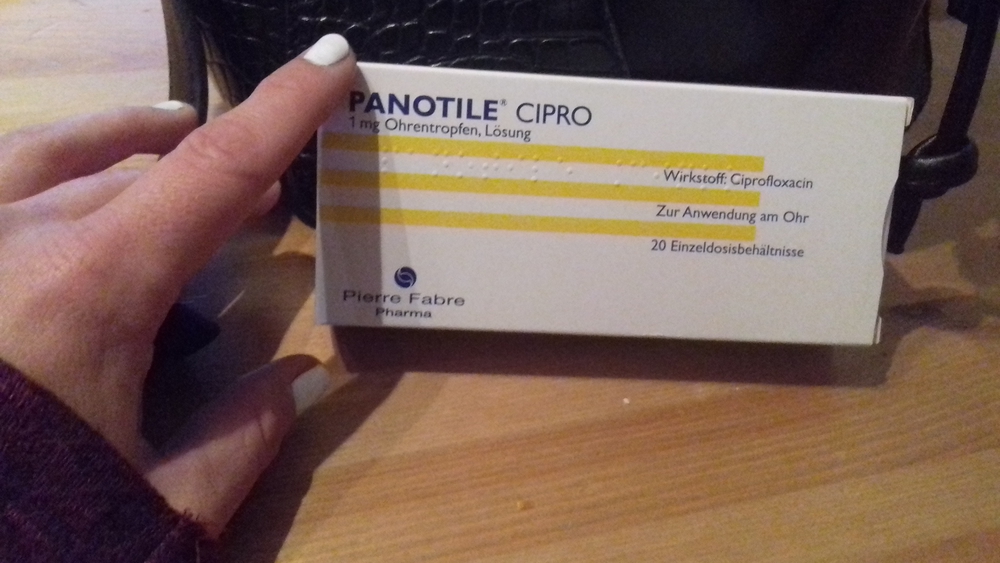 PANOTILE® CIPRO
1 mg Ohrentropfen, Lösung
Wirkstoff: Ciprofloxacin
Zur Anwendung am Ohr
20 Einzeldosisbehältnisse
Pierre Fabre
Pharma